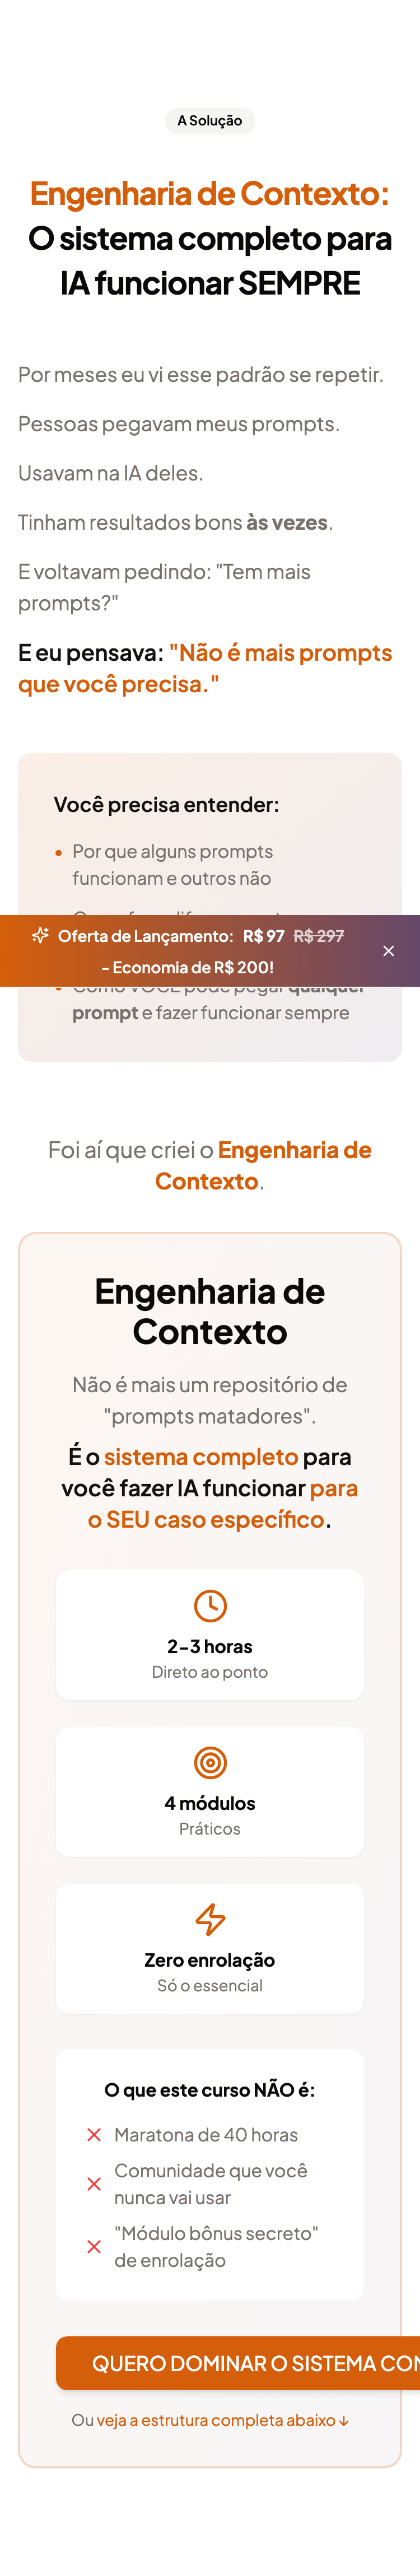 A Solução
Engenharia de Contexto:
O sistema completo para
IA funcionar SEMPRE
Por meses eu vi esse padrão se repetir.
Pessoas pegavam meus prompts.
Usavam na IA deles.
Tinham resultados bons às vezes.
E voltavam pedindo: "Tem mais
prompts?"
E eu pensava: "Não é mais prompts
que você precisa."
Você precisa entender:
Por que alguns prompts
funcionam e outros não
Oferta de Lançamento: R$ 97 R$ 297
- Economia de R$ 200!
Como VOCÊ pode pegar qualquer
prompt e fazer funcionar sempre
Foi aí que criei o Engenharia de
Contexto.
Engenharia de
Contexto
Não é mais um repositório de
"prompts matadores".
É o sistema completo para
você fazer IA funcionar para
o SEU caso específico.
2-3 horas
Direto ao ponto
4 módulos
Práticos
Zero enrolação
Só o essencial
O que este curso NÃO é:
Maratona de 40 horas
Comunidade que você
nunca vai usar
"Módulo bônus secreto"
de enrolação
QUERO DOMINAR O SISTEMA
Ou veja a estrutura completa abaixo ↓